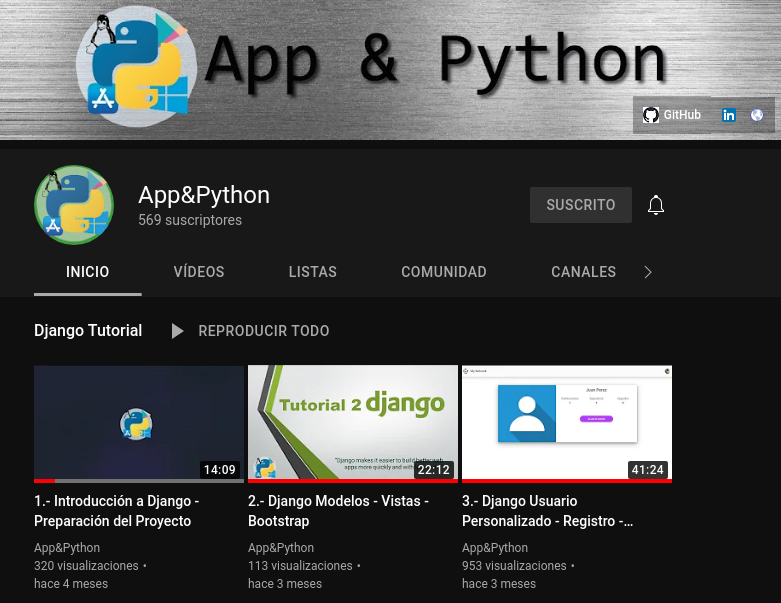 App & Python
GitHub
in
App&Python
569 suscriptores
SUSCRITO
INICIO
VÍDEOS
LISTAS
COMUNIDAD
CANALES
Django Tutorial
REPRODUCIR TODO
14:09
Tutorial 2 django
"Django makes it easier to build better web
apps more quickly and with
22:12
My Network
Juan Perez
41:24
1.- Introducción a Django -
Preparación del Proyecto
App&Python
320 visualizaciones •
hace 4 meses
2.- Django Modelos - Vistas -
Bootstrap
App&Python
113 visualizaciones •
hace 3 meses
3.- Django Usuario
Personalizado - Registro -…
App&Python
953 visualizaciones •
hace 3 meses